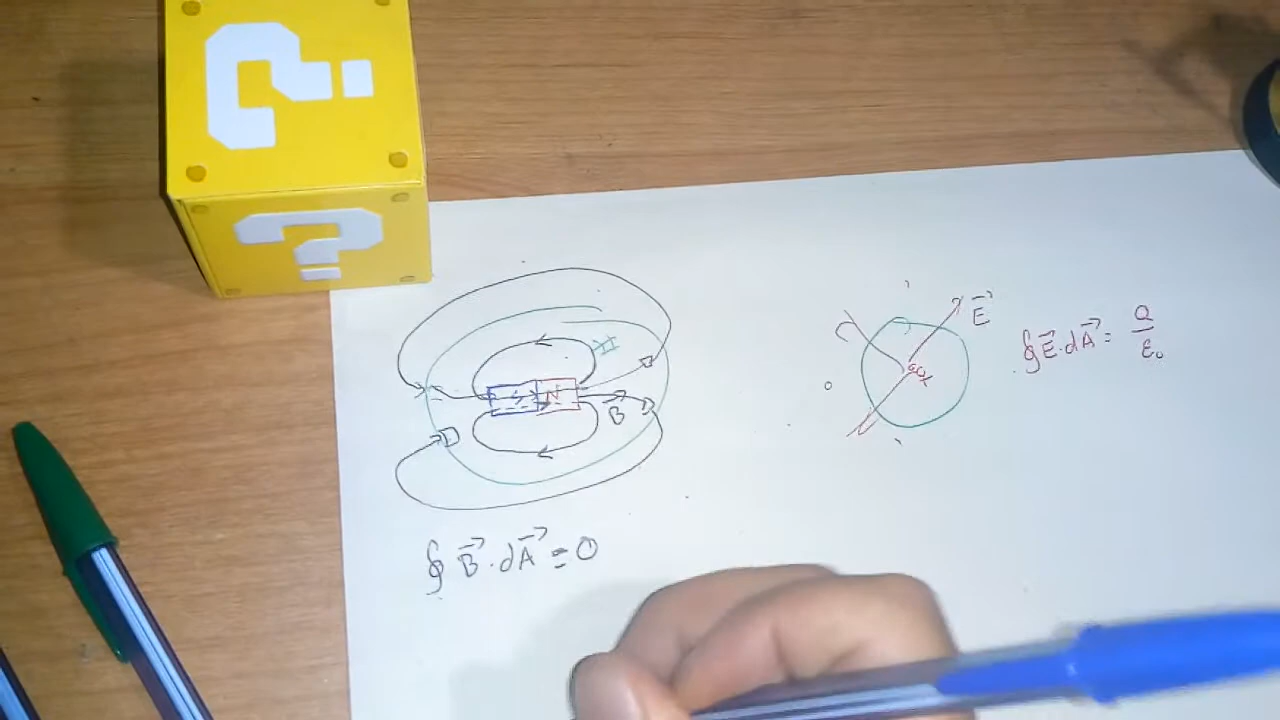 ?
?
S N
B⃗
∮ B⃗ · dA⃗ = 0
E⃗
∮ E⃗ · dA⃗ = Q/ε₀